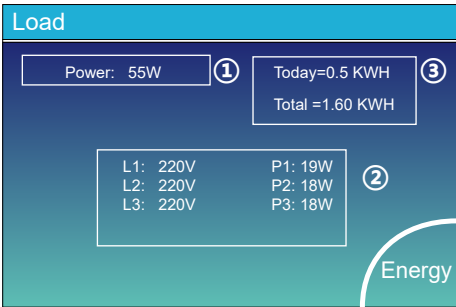 Load
Power: 55W ①
Today=0.5 KWH ③
Total =1.60 KWH
L1: 220V P1: 19W
L2: 220V P2: 18W ②
L3: 220V P3: 18W
Energy